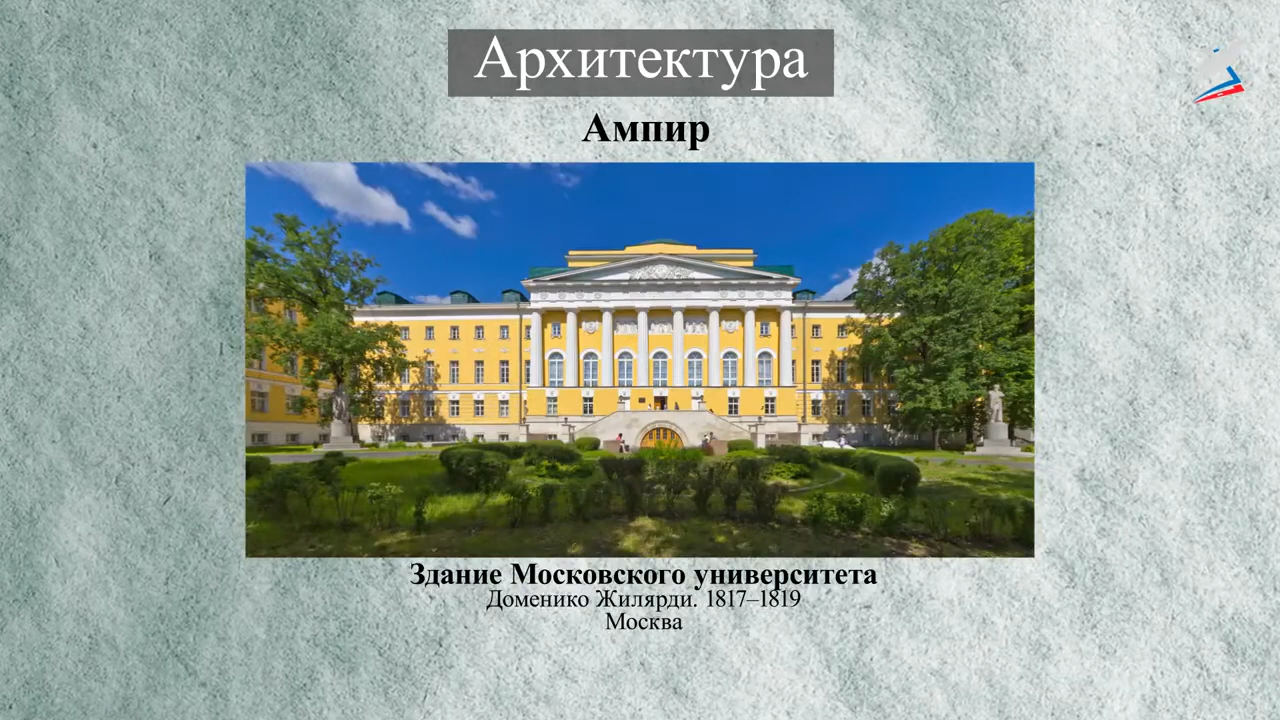 Архитектура
Ампир
Здание Московского университета
Доменико Жилярди. 1817–1819
Москва